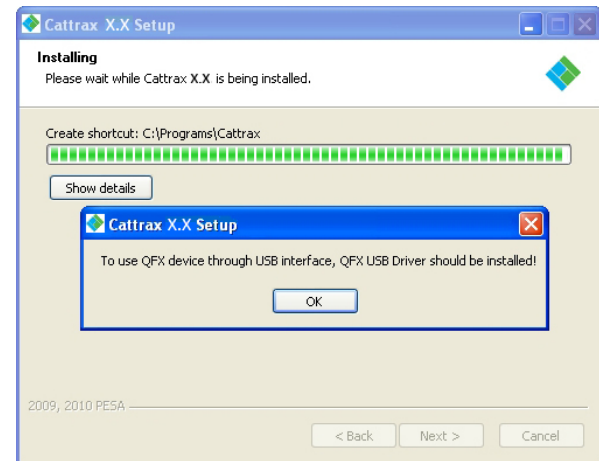 Cattrax X.X Setup
Installing
Please wait while Cattrax X.X is being installed.
Create shortcut: C:\Programs\Cattrax
Show details
Cattrax X.X Setup
To use QFX device through USB interface, QFX USB Driver should be installed!
OK
2009, 2010 PESA
< Back Next > Cancel